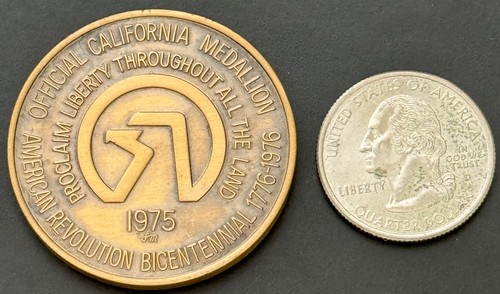 OFFICIAL CALIFORNIA MEDALLION
AMERICAN REVOLUTION BICENTENNIAL 1776-1976
PROCLAIM LIBERTY THROUGHOUT ALL THE LAND
1975
UNITED STATES OF AMERICA
LIBERTY
IN
GOD WE
TRUST
QUARTER DOLLAR